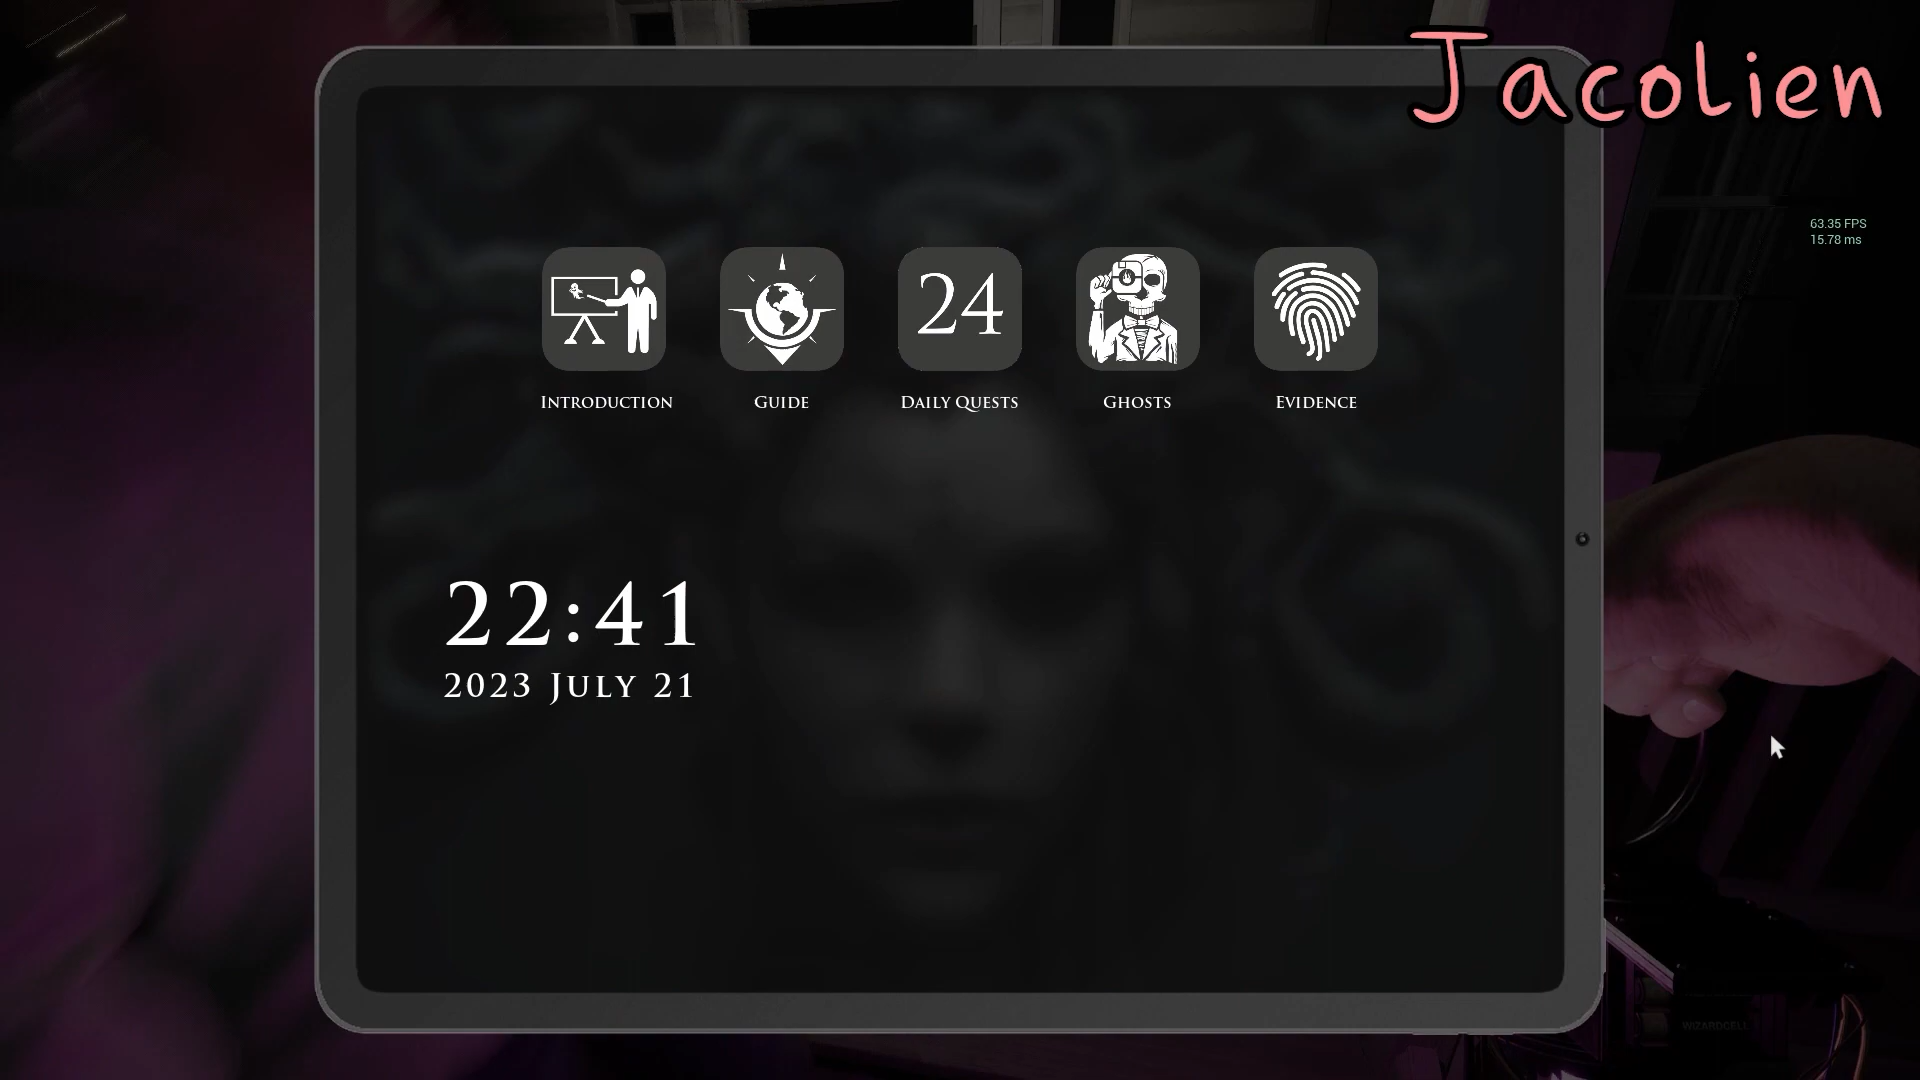 Jacolien
63.35 FPS
15.78 ms
24
Introduction
Guide
Daily Quests
Ghosts
Evidence
22:41
2023 July 21
WIZARDCELL